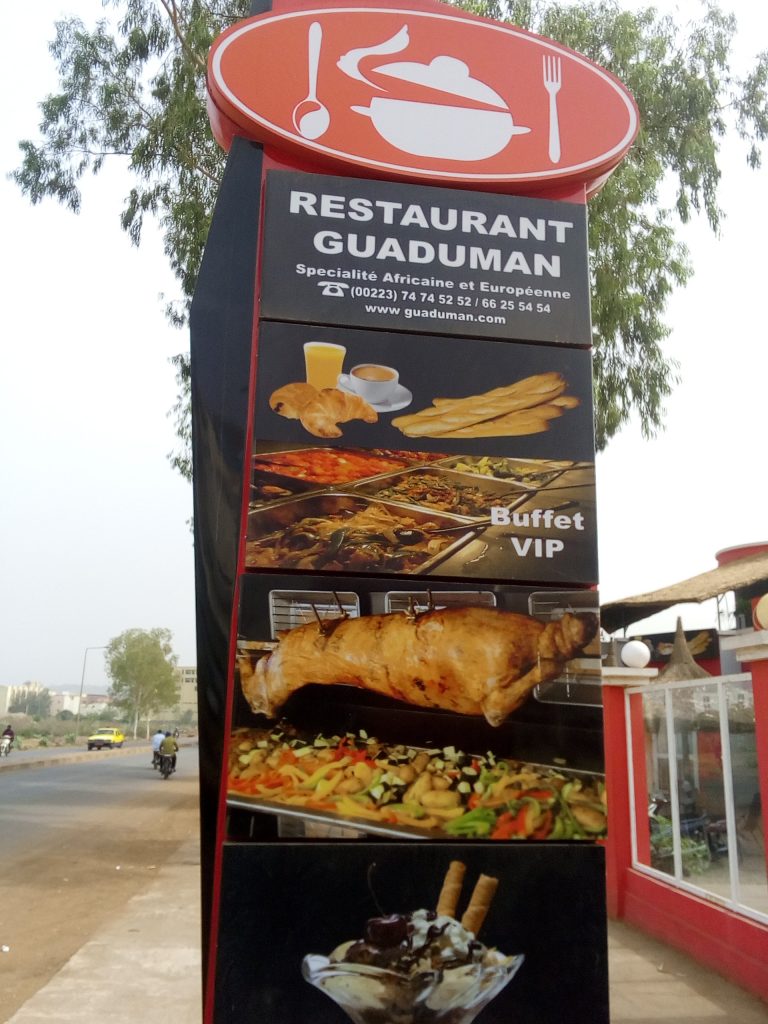 RESTAURANT
GUADUMAN
Specialité Africaine et Européenne
☎ (00223) 74 74 52 52 / 66 25 54 54
www guaduman.com
Buffet
VIP